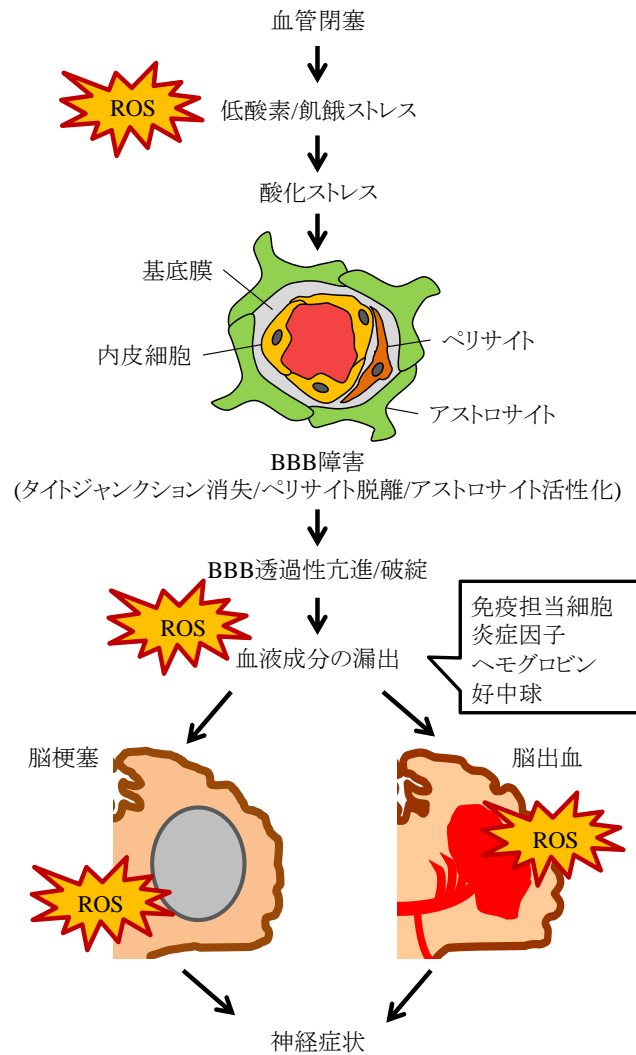 血管閉塞
ROS
低酸素/飢餓ストレス
酸化ストレス
基底膜
内皮細胞
ペリサイト
アストロサイト
BBB障害
(タイトジャンクション消失/ペリサイト脱離/アストロサイト活性化)
BBB透過性亢進/破綻
ROS
血液成分の漏出
免疫担当細胞
炎症因子
ヘモグロビン
好中球
脳梗塞
脳出血
ROS
ROS
神経症状